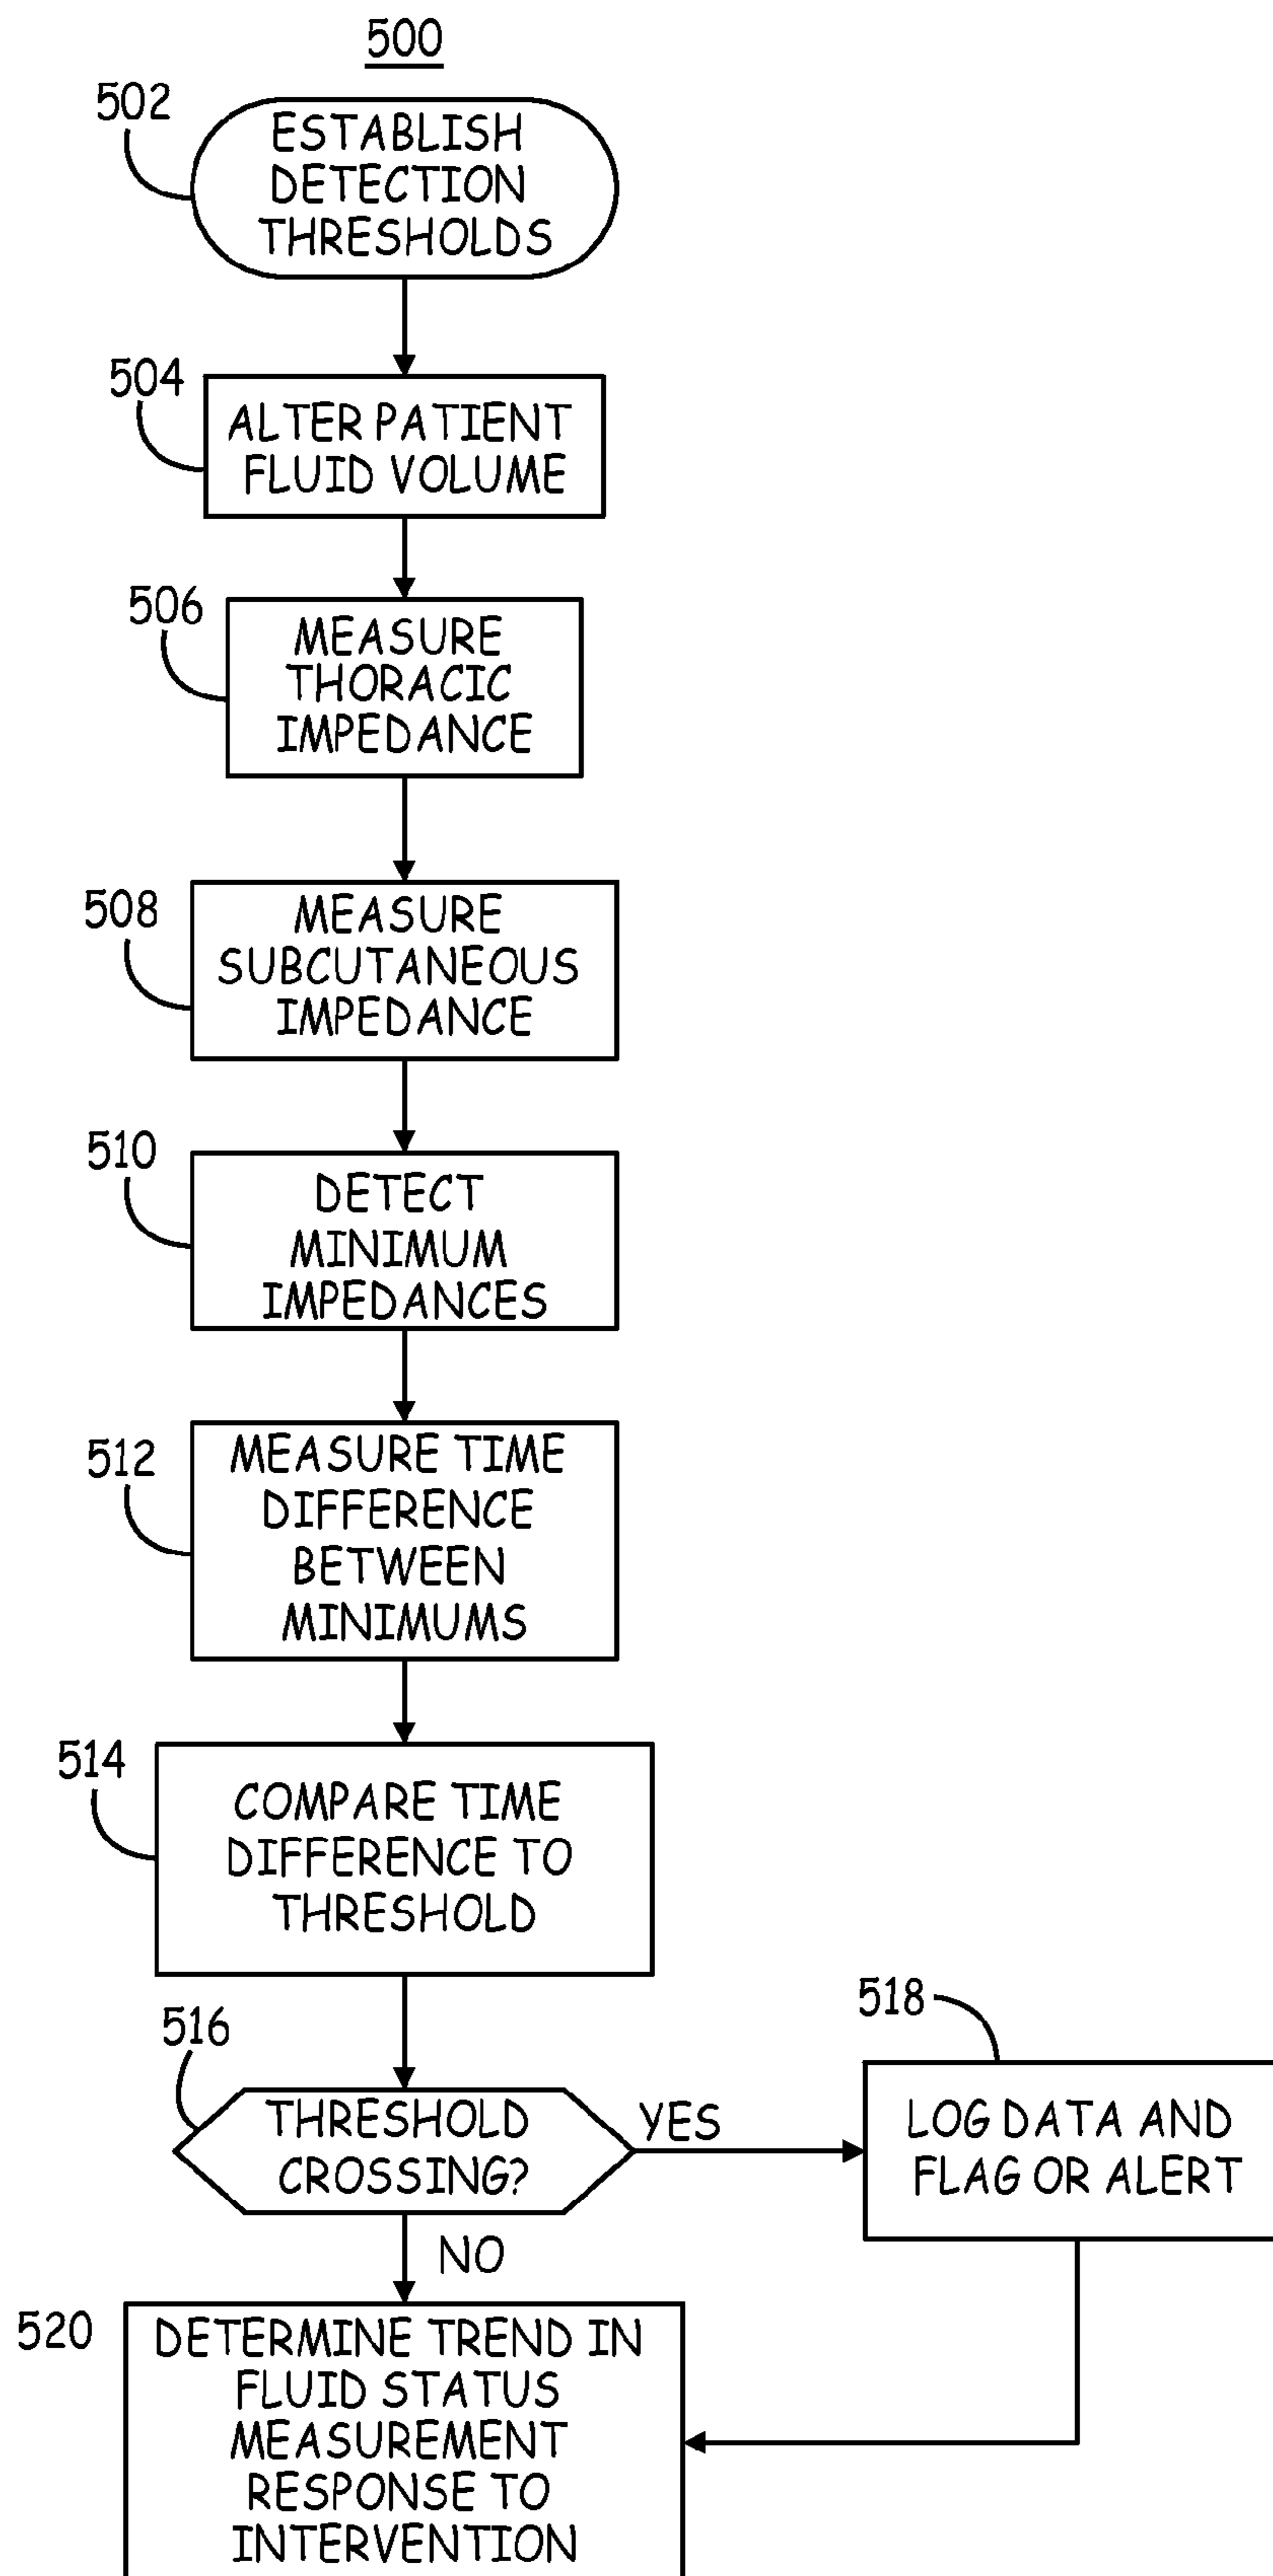 500
502
ESTABLISH
DETECTION
THRESHOLDS
504
ALTER PATIENT
FLUID VOLUME
506
MEASURE
THORACIC
IMPEDANCE
508
MEASURE
SUBCUTANEOUS
IMPEDANCE
510
DETECT
MINIMUM
IMPEDANCES
512
MEASURE TIME
DIFFERENCE
BETWEEN
MINIMUMS
514
COMPARE TIME
DIFFERENCE TO
THRESHOLD
516
THRESHOLD
CROSSING?
YES
518
LOG DATA AND
FLAG OR ALERT
NO
520
DETERMINE TREND IN
FLUID STATUS
MEASUREMENT
RESPONSE TO
INTERVENTION